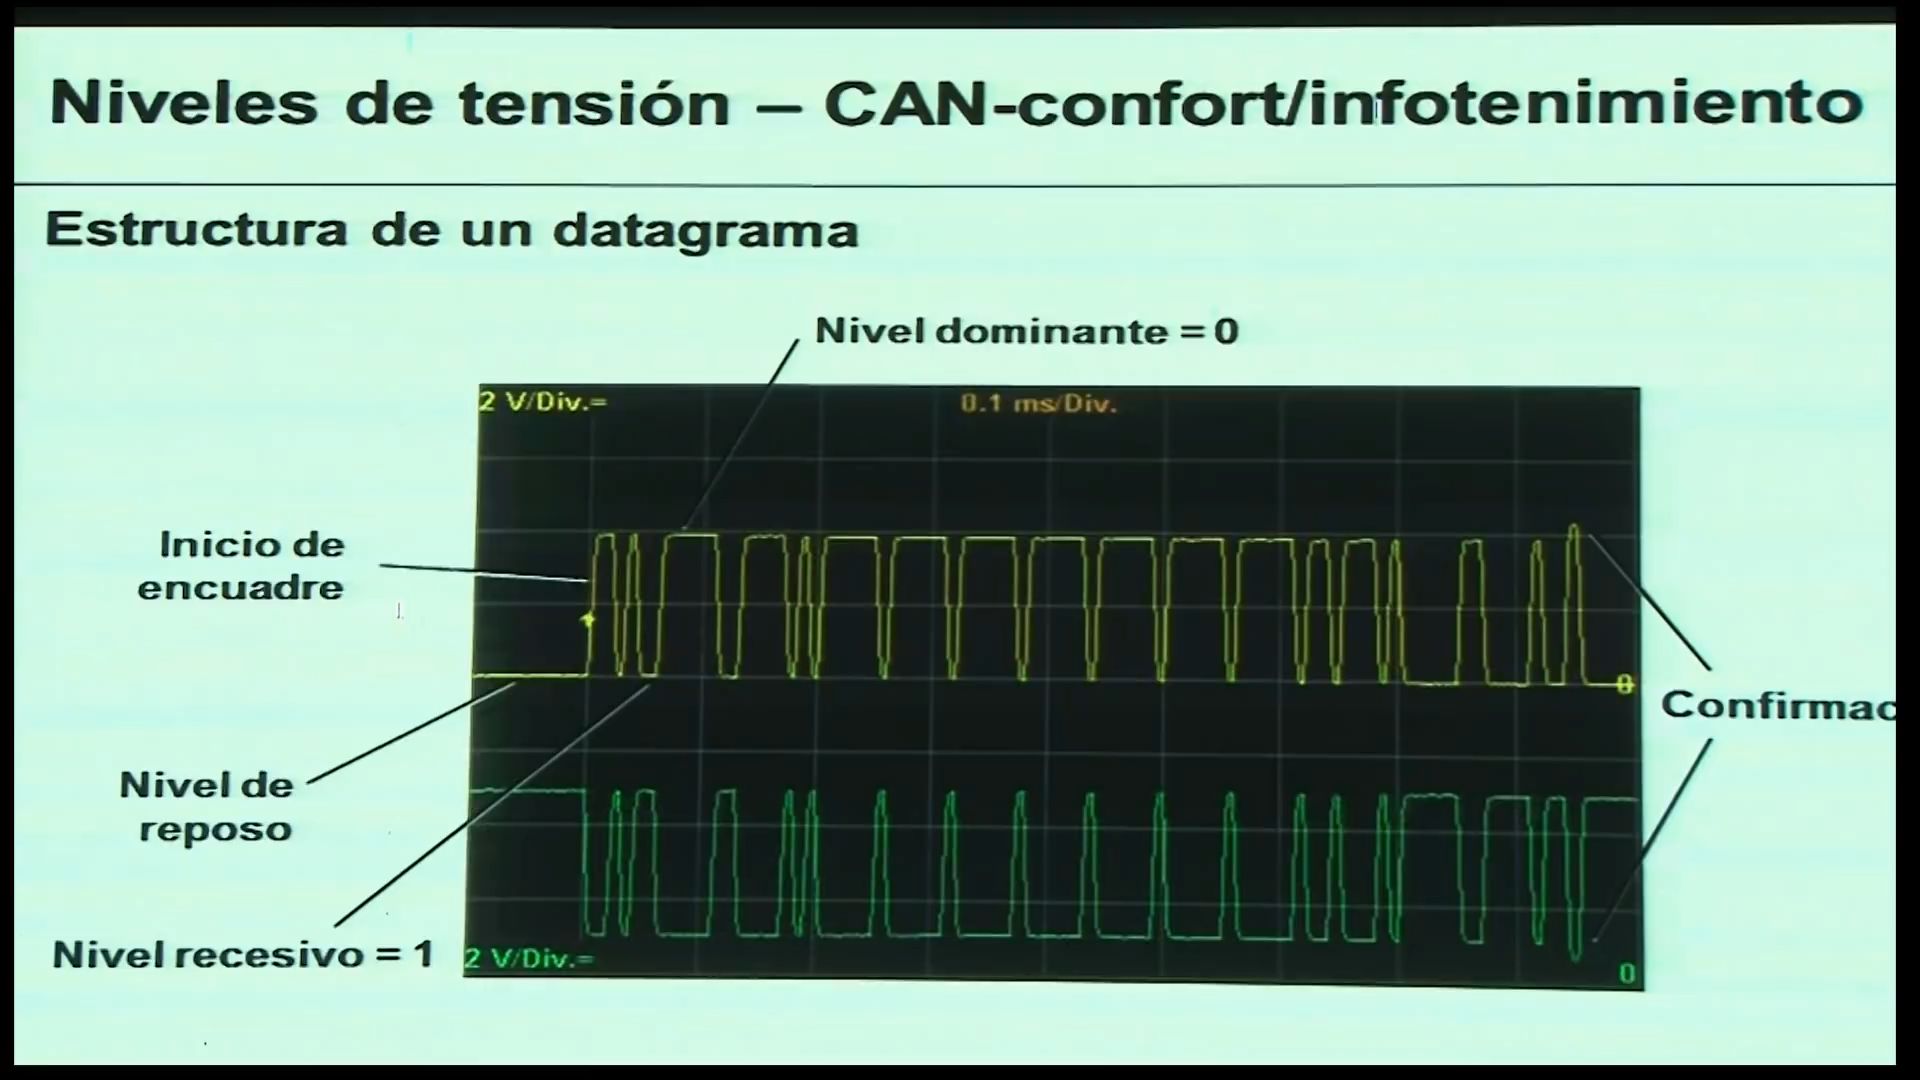 Niveles de tensión – CAN-confort/infotenimiento
Estructura de un datagrama
Nivel dominante = 0
2 V/Div.=
0.1 ms/Div.
Inicio de
encuadre
0
Confirmac
Nivel de
reposo
Nivel recesivo = 1
2 V/Div.=
0